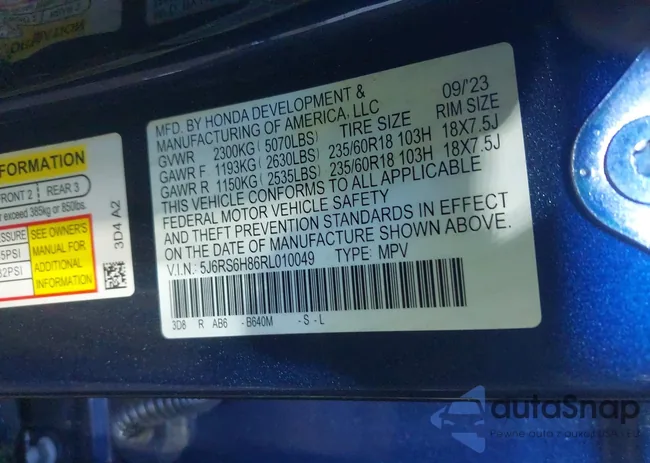 FORMATION
FRONT 2 REAR 3
exceed 385kg or 850lbs.
SEE OWNER'S
MANUAL FOR
ADDITIONAL
INFORMATION
3D4 A2
MFD. BY HONDA DEVELOPMENT & 09/'23
MANUFACTURING OF AMERICA, LLC
TIRE SIZE RIM SIZE
GVWR 2300KG ( 5070LBS)
GAWR F 1193KG ( 2630LBS) 235/60R18 103H 18X7.5J
GAWR R 1150KG ( 2535LBS) 235/60R18 103H 18X7.5J
THIS VEHICLE CONFORMS TO ALL APPLICABLE
FEDERAL MOTOR VEHICLE SAFETY
AND THEFT PREVENTION STANDARDS IN EFFECT
ON THE DATE OF MANUFACTURE SHOWN ABOVE.
V.I.N.: 5J6RS6H86RL010049 TYPE: MPV
3D8 R AB6 -B640M -S-L
autoSnap